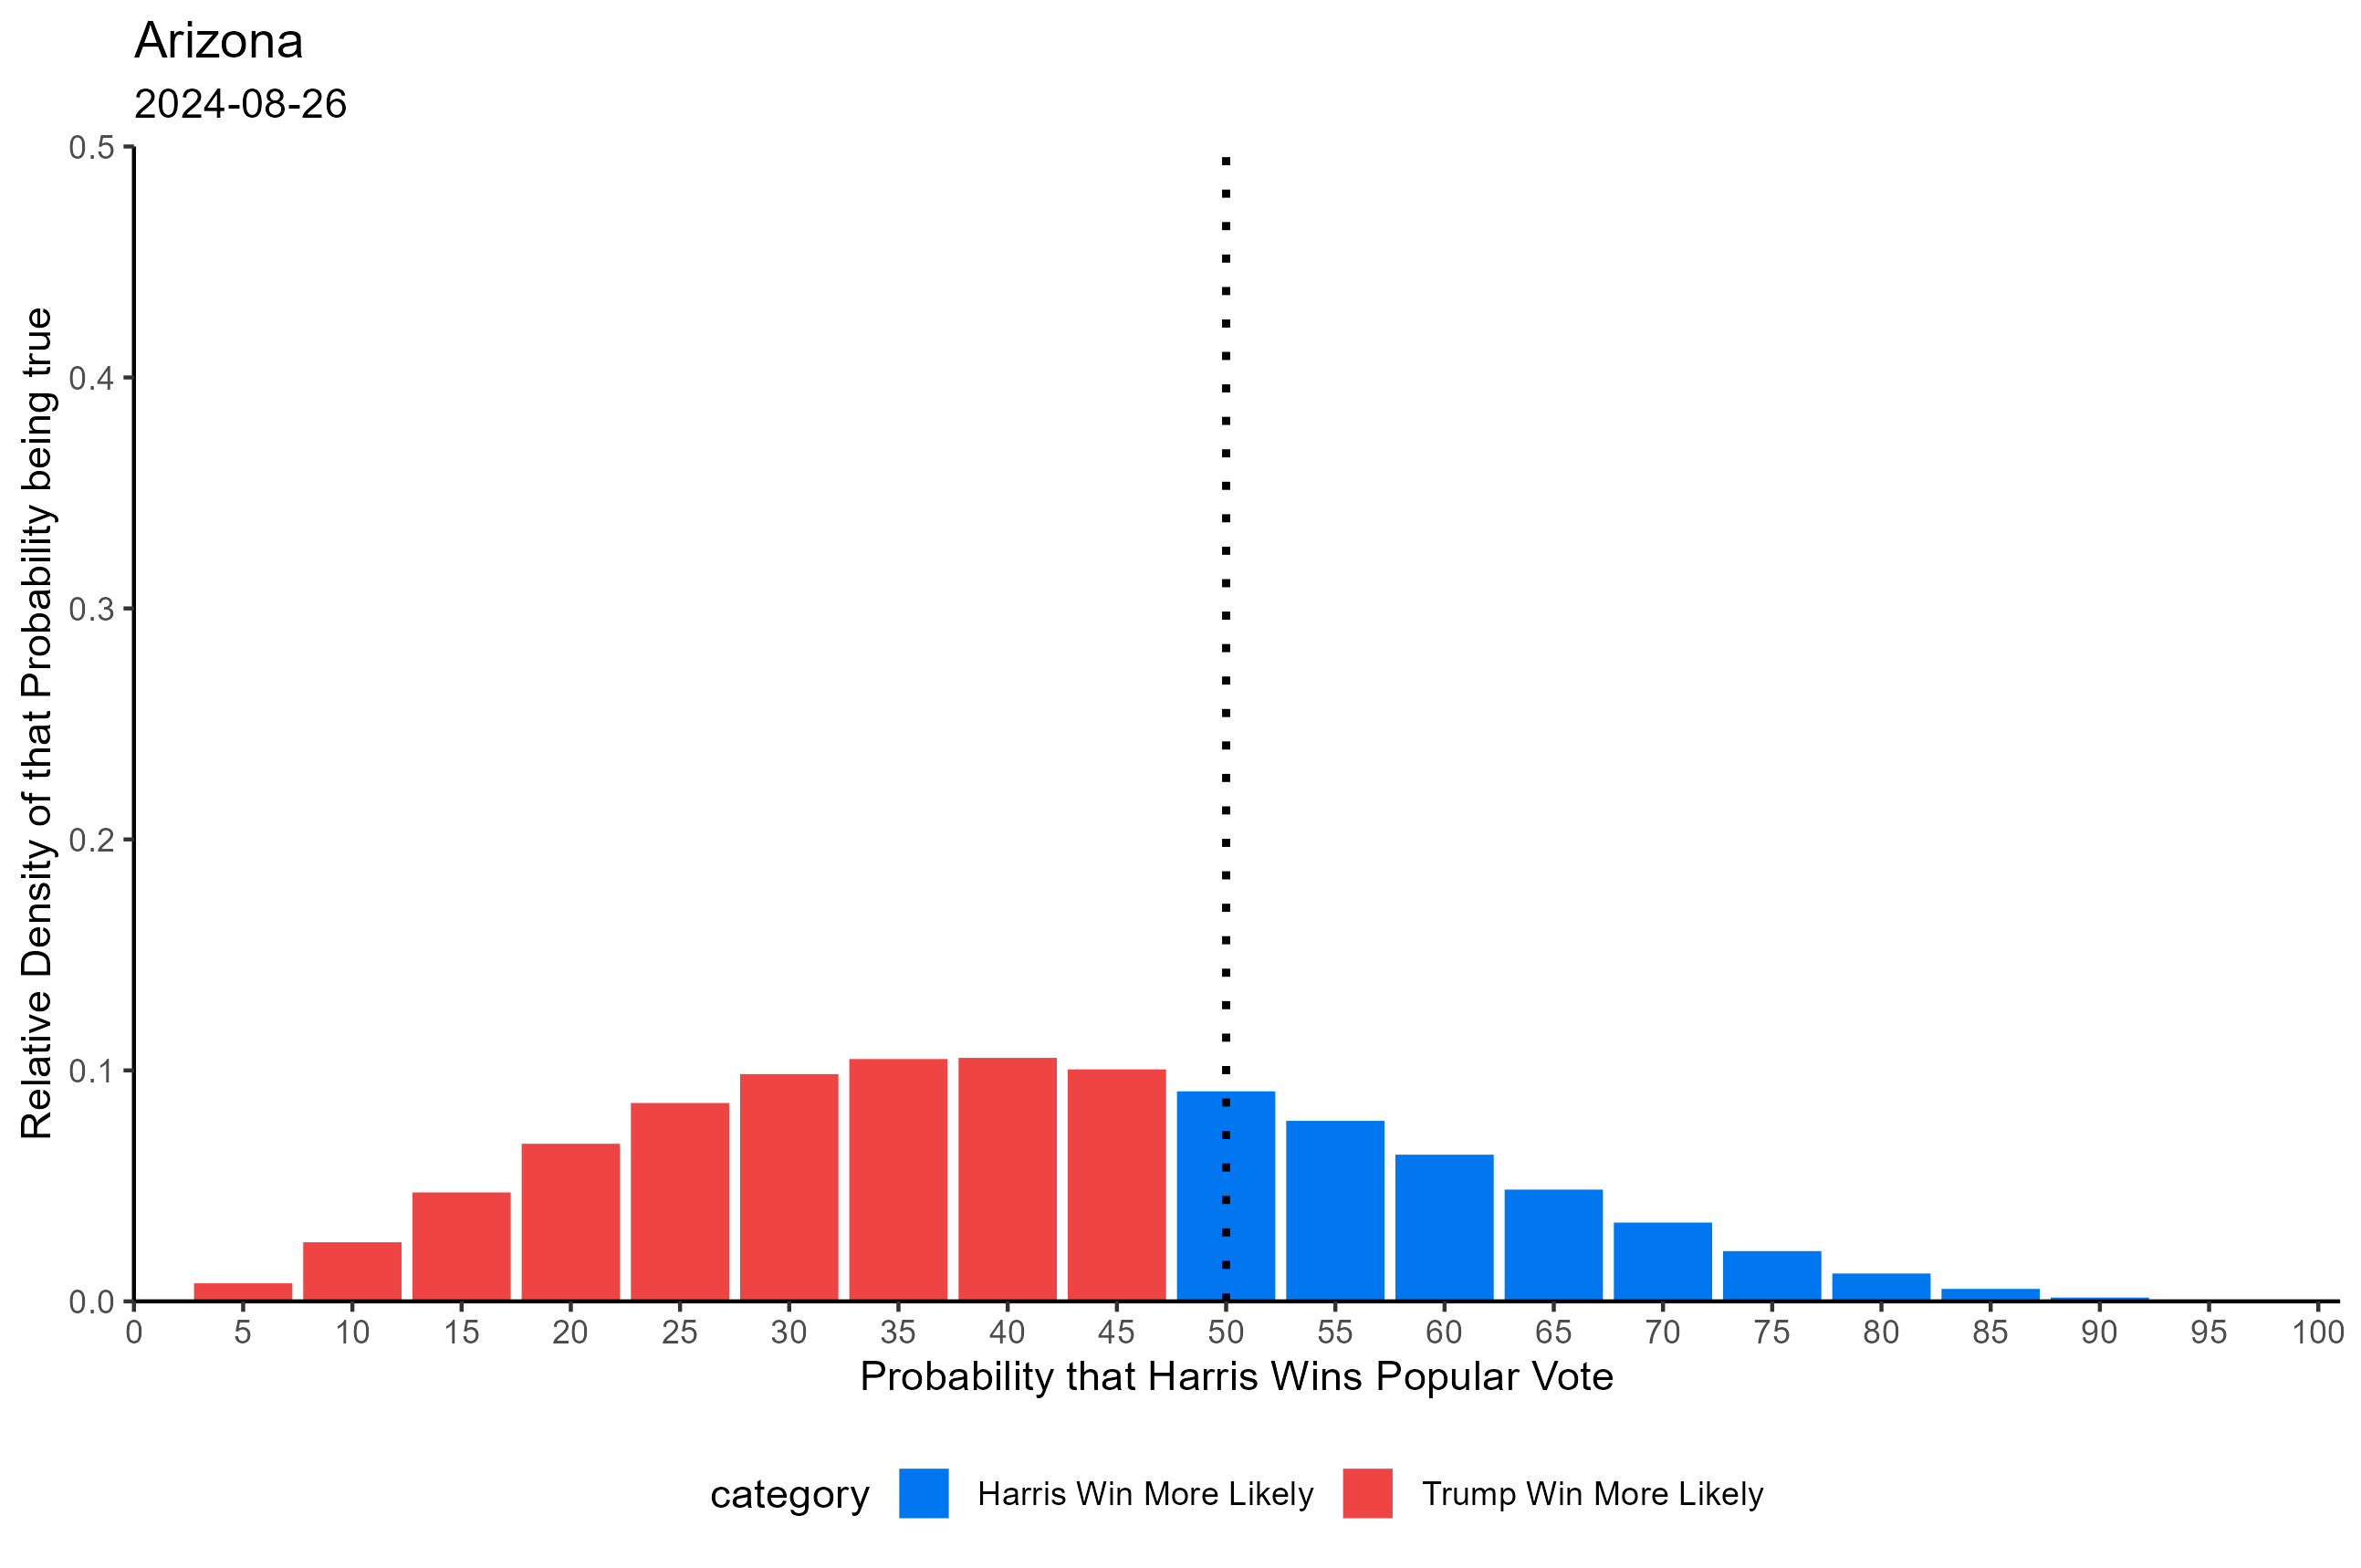 Arizona
2024-08-26
Relative Density of that Probability being true
0.5
0.4
0.3
0.2
0.1
0.0
0 5 10 15 20 25 30 35 40 45 50 55 60 65 70 75 80 85 90 95 100
Probability that Harris Wins Popular Vote
category Harris Win More Likely Trump Win More Likely